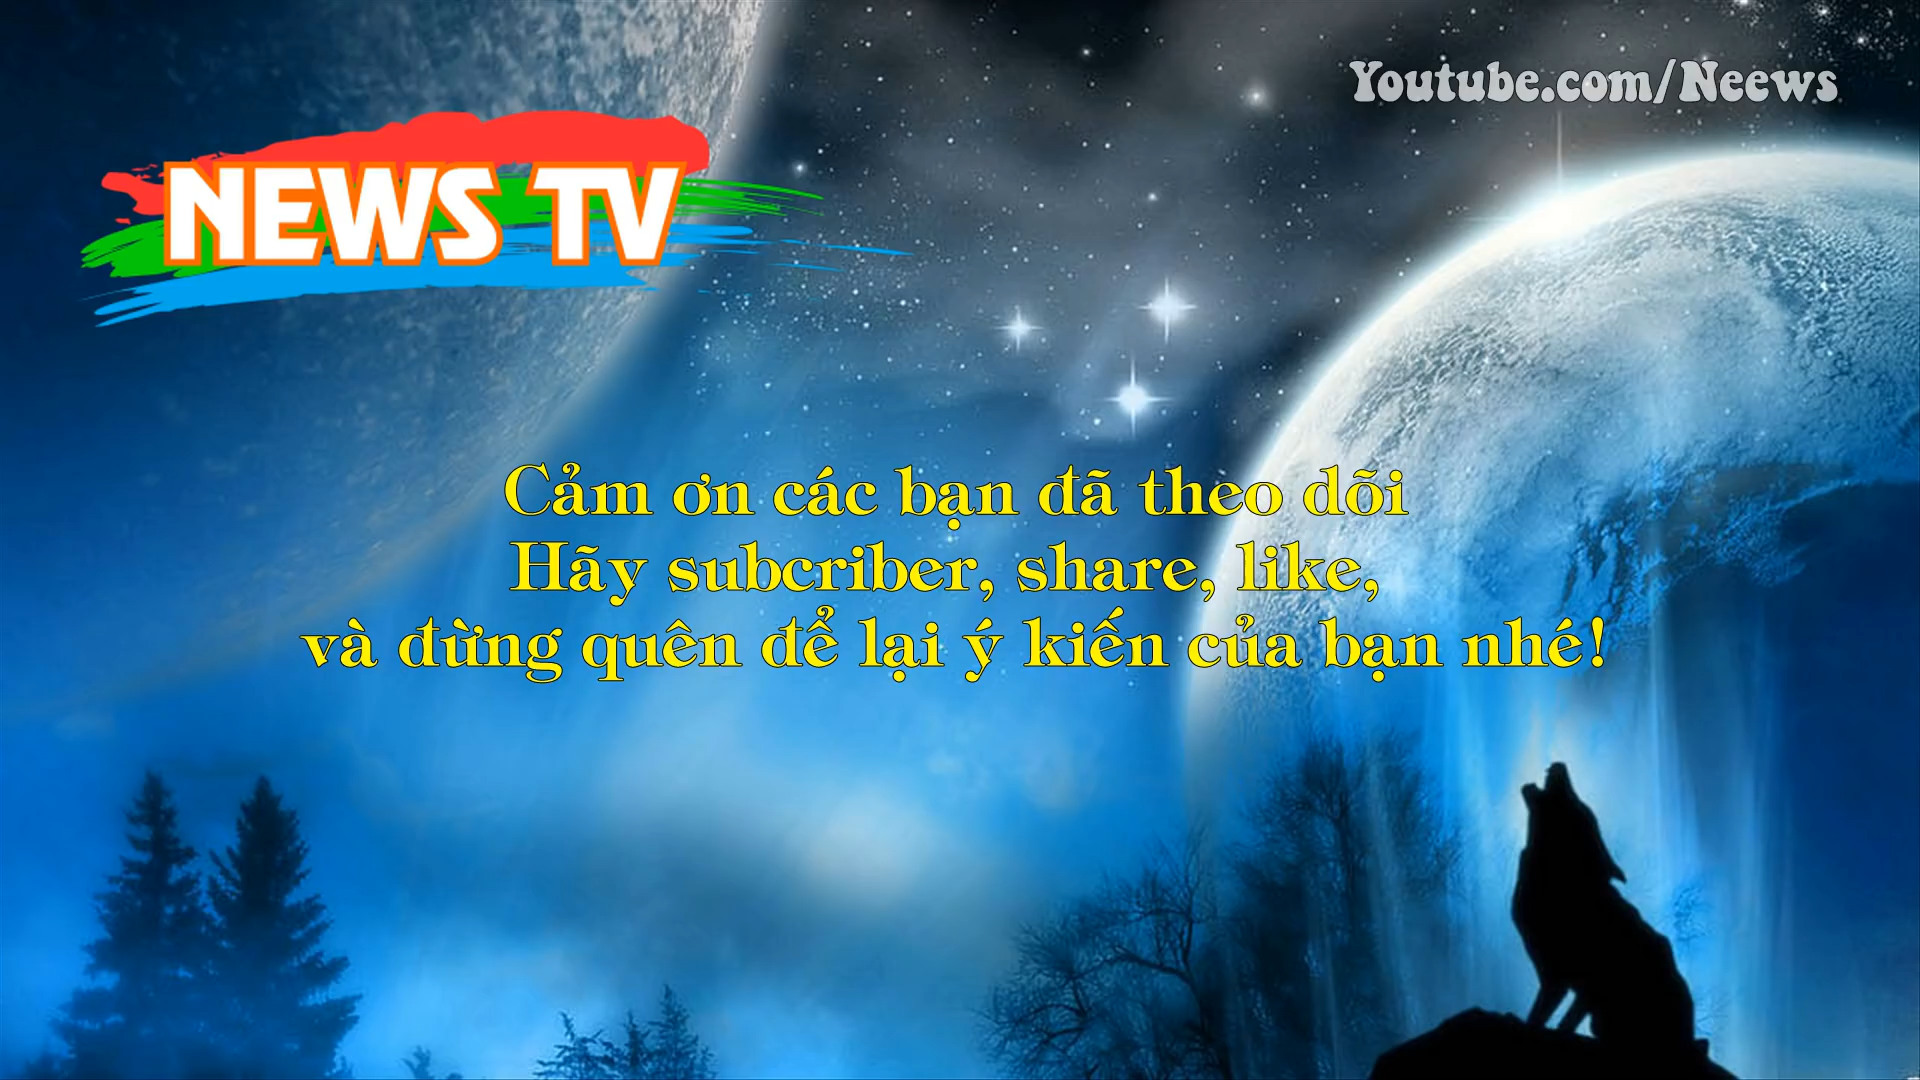 Youtube.com/Neews
NEWS TV
Cảm ơn các bạn đã theo dõi
Hãy subcriber, share, like,
và đừng quên để lại ý kiến của bạn nhé!